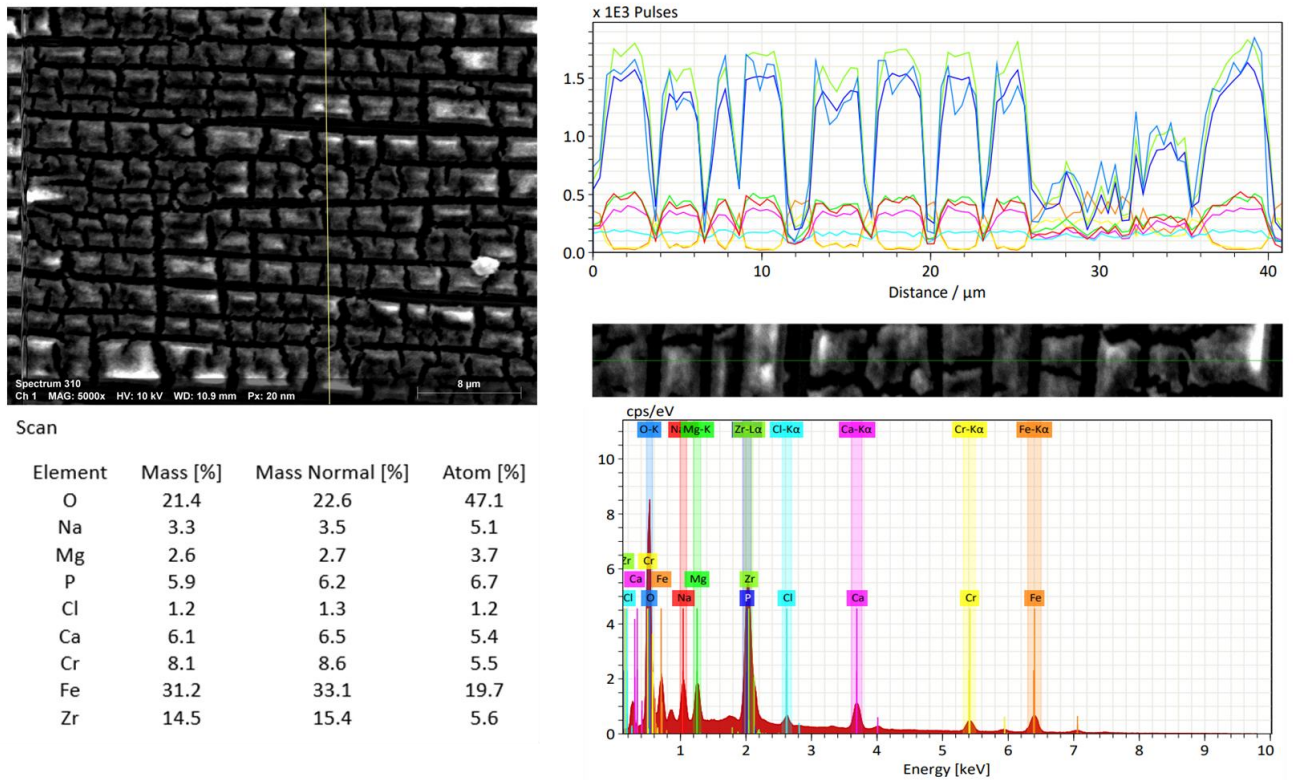 Spectrum 310
Ch 1 MAG: 5000x HV: 10 kV WD: 10.9 mm Px: 20 nm
8 µm
x 1E3 Pulses
1.5
1.0
0.5
0.0
0 10 20 30 40
Distance / µm
Scan
Element Mass [%] Mass Normal [%] Atom [%]
O 21.4 22.6 47.1
Na 3.3 3.5 5.1
Mg 2.6 2.7 3.7
P 5.9 6.2 6.7
Cl 1.2 1.3 1.2
Ca 6.1 6.5 5.4
Cr 8.1 8.6 5.5
Fe 31.2 33.1 19.7
Zr 14.5 15.4 5.6
cps/eV
O-K Mg-K Zr-Lα Cl-Kα Ca-Kα Cr-Kα Fe-Kα
10
8
Zr Cr
6
Ca Fe Mg Zr
Cl O Na P Cl Ca Cr Fe
4
2
0
1 2 3 4 5 6 7 8 9 10
Energy [keV]